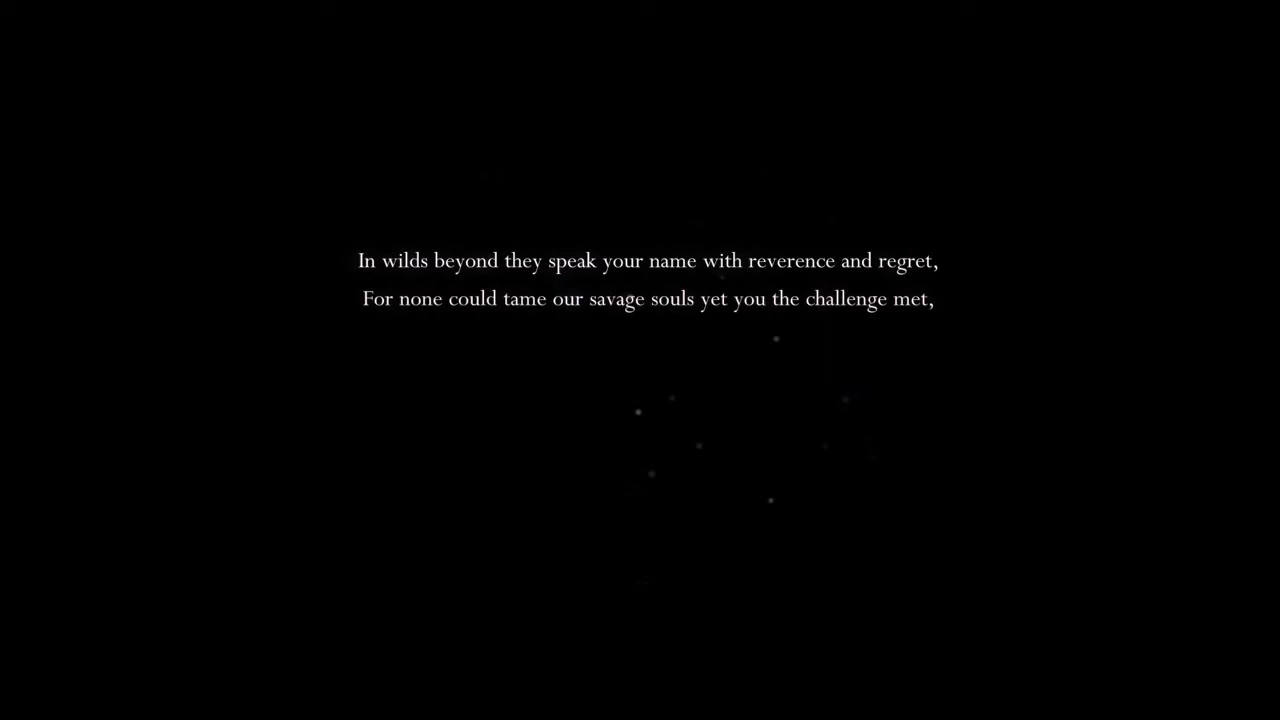 In wilds beyond they speak your name with reverence and regret,
For none could tame our savage souls yet you the challenge met,